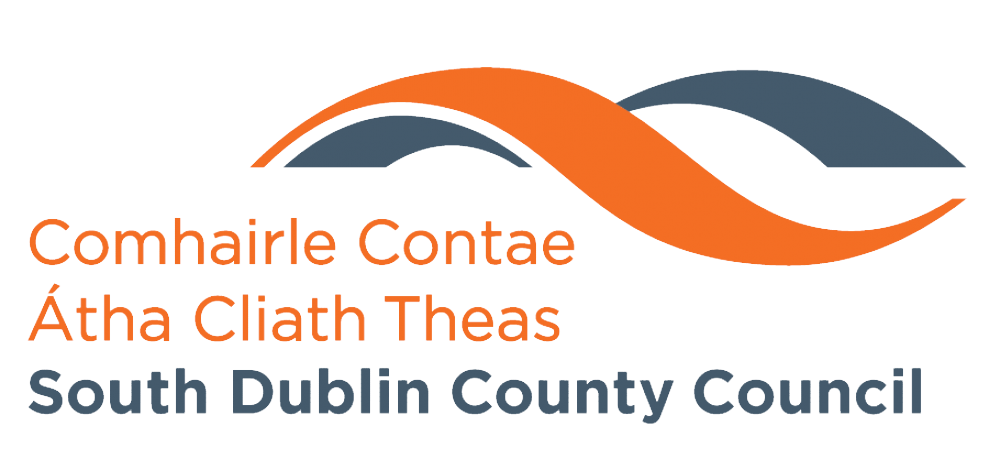 Comhairle Contae
Átha Cliath Theas
South Dublin County Council